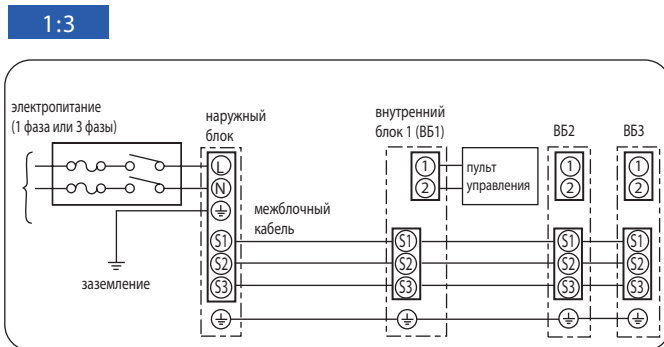 1:3
электропитание
(1 фаза или 3 фазы)
наружный
блок
внутренний
блок 1 (ВБ1)
ВБ2
ВБ3
L
N
1
2
пульт
управления
1
2
1
2
межблочный
кабель
заземление
S1
S2
S3
S1
S2
S3
S1
S2
S3
S1
S2
S3